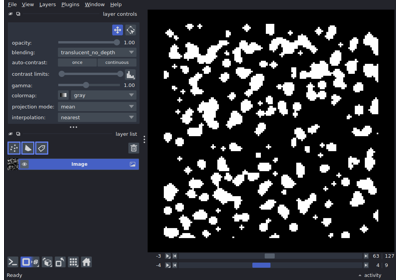 File View Layers Plugins Window Help
layer controls
opacity: 1.00
blending: translucent_no_depth
auto-contrast: once continuous
contrast limits:
gamma: 1.00
colormap: gray
projection mode: mean
interpolation: nearest
layer list
Image
-3 63 127
-4 4 9
Ready activity